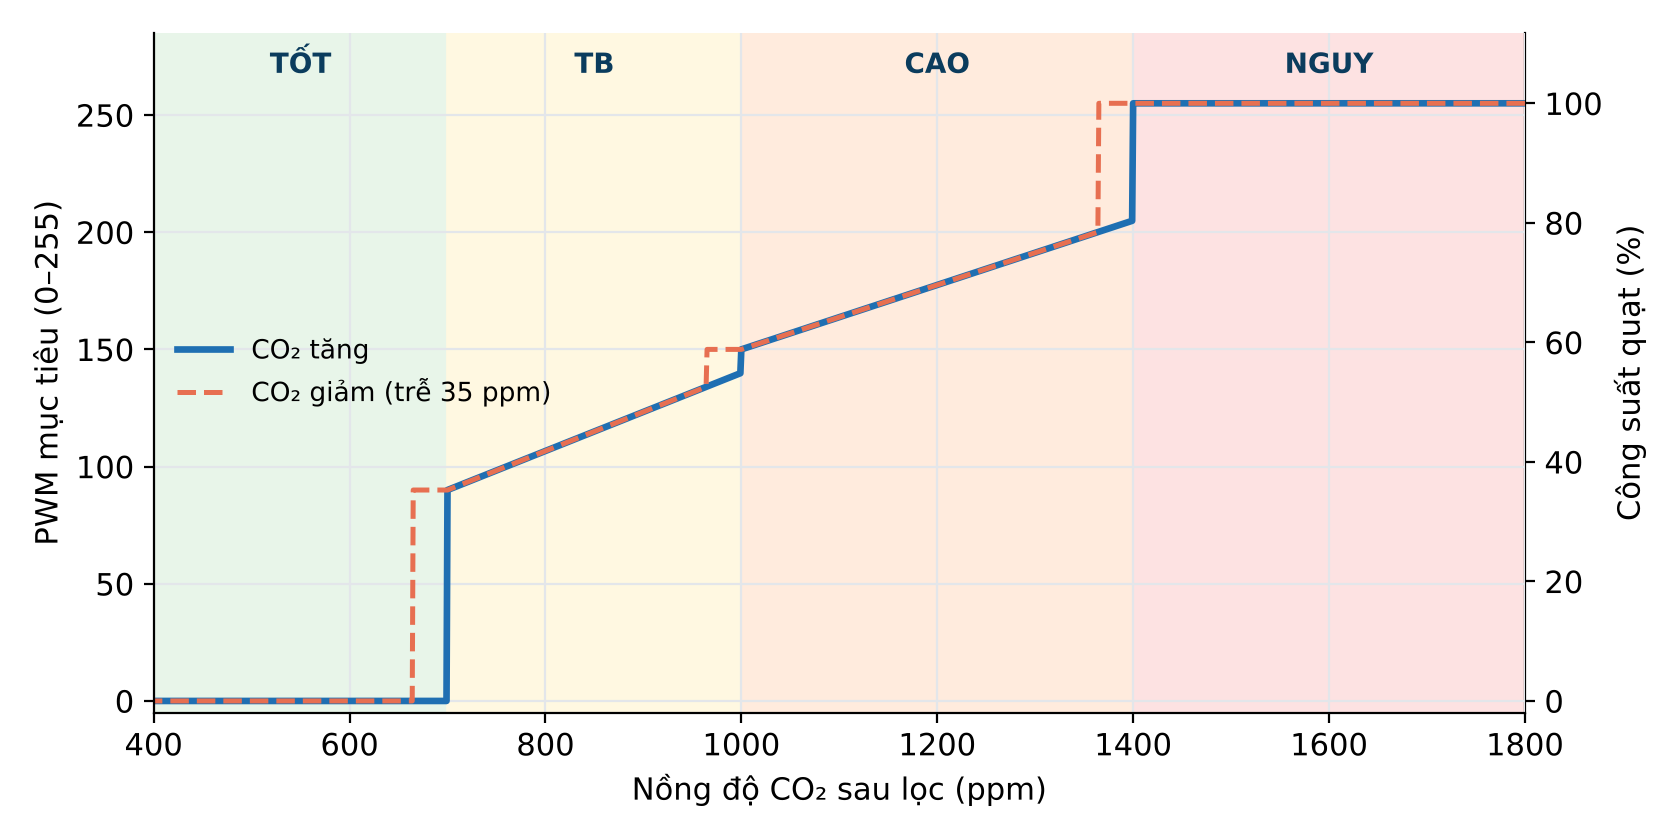 TỐT TB CAO NGUY
250
200
150
100
50
0
PWM mục tiêu (0–255)
CO₂ tăng
CO₂ giảm (trễ 35 ppm)
100
80
60
40
20
0
Công suất quạt (%)
400 600 800 1000 1200 1400 1600 1800
Nồng độ CO₂ sau lọc (ppm)